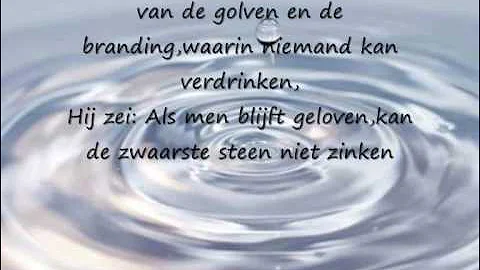 van de golven en de
branding,waarin niemand kan
verdrinken,
Hij zei: Als men blijft geloven,kan
de zwaarste steen niet zinken